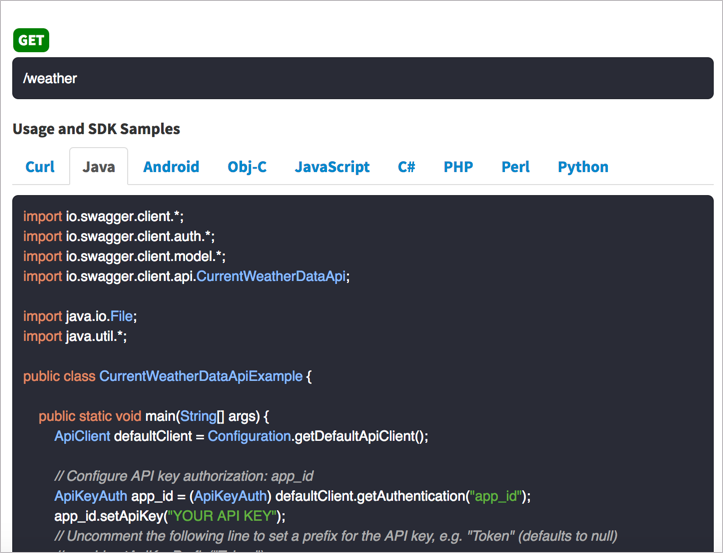 GET
/weather
Usage and SDK Samples
Curl Java Android Obj-C JavaScript C# PHP Perl Python
import io.swagger.client.*;
import io.swagger.client.auth.*;
import io.swagger.client.model.*;
import io.swagger.client.api.CurrentWeatherDataApi;
import java.io.File;
import java.util.*;
public class CurrentWeatherDataApiExample {
public static void main(String[] args) {
ApiClient defaultClient = Configuration.getDefaultApiClient();
// Configure API key authorization: app_id
ApiKeyAuth app_id = (ApiKeyAuth) defaultClient.getAuthentication("app_id");
app_id.setApiKey("YOUR API KEY");
// Uncomment the following line to set a prefix for the API key, e.g. "Token" (defaults to null)